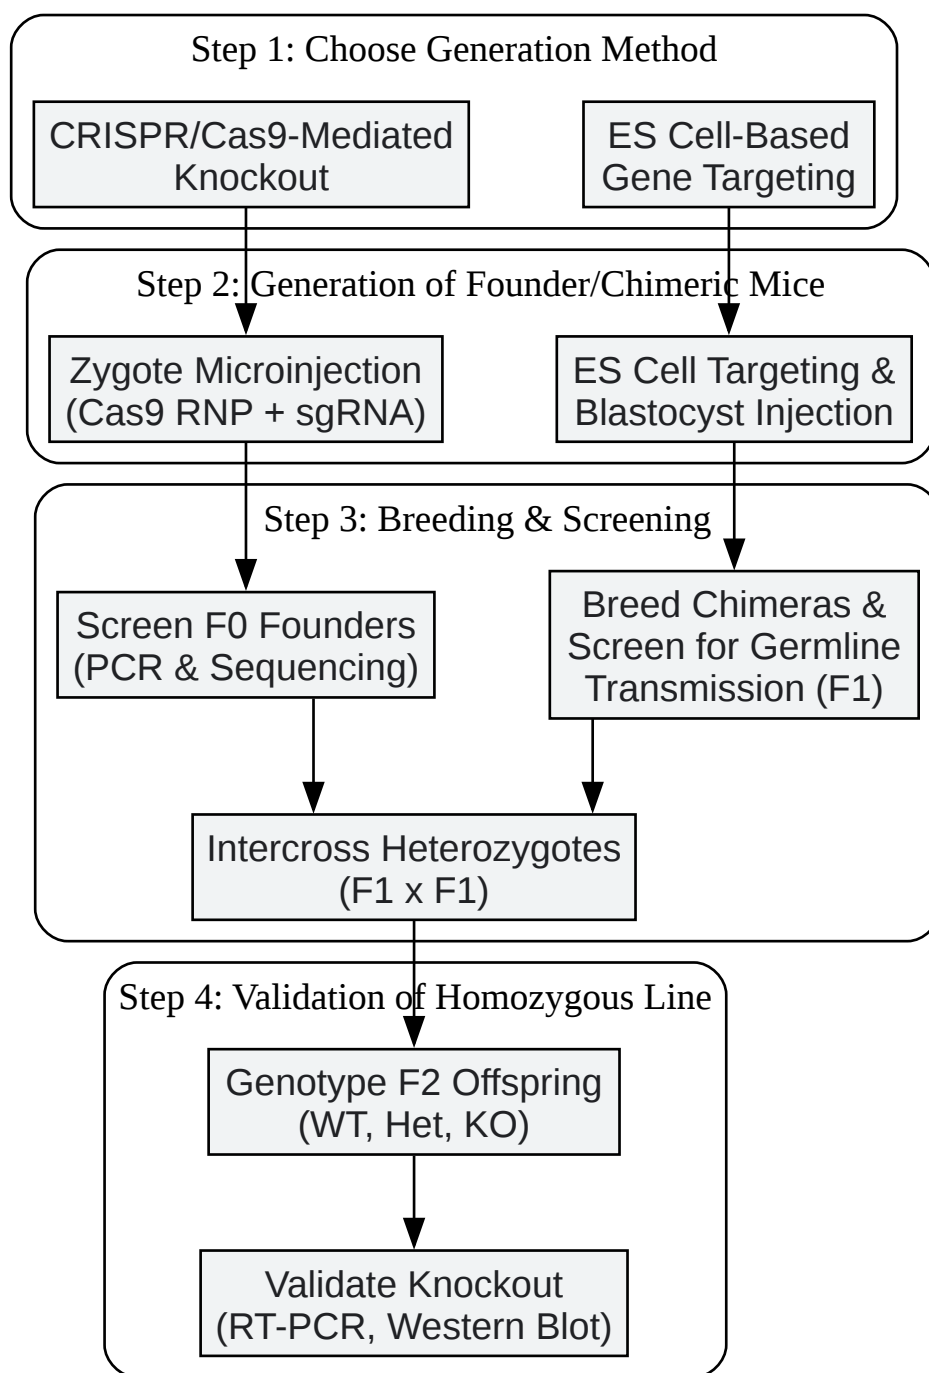 Step 1: Choose Generation Method
CRISPR/Cas9-Mediated
Knockout
ES Cell-Based
Gene Targeting
Step 2: Generation of Founder/Chimeric Mice
Zygote Microinjection
(Cas9 RNP + sgRNA)
ES Cell Targeting &
Blastocyst Injection
Step 3: Breeding & Screening
Screen F0 Founders
(PCR & Sequencing)
Breed Chimeras &
Screen for Germline
Transmission (F1)
Intercross Heterozygotes
(F1 x F1)
Step 4: Validation of Homozygous Line
Genotype F2 Offspring
(WT, Het, KO)
Validate Knockout
(RT-PCR, Western Blot)